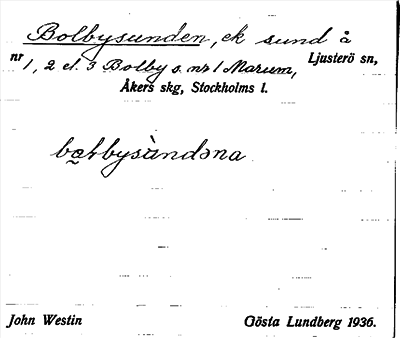 Bolbysunden, ek sund å
nr 1, 2 el. 3 Bolby s. nr 1 Marum, Ljusterö sn,
Åkers skg, Stockholms l.
John Westin
Gösta Lundberg 1936.